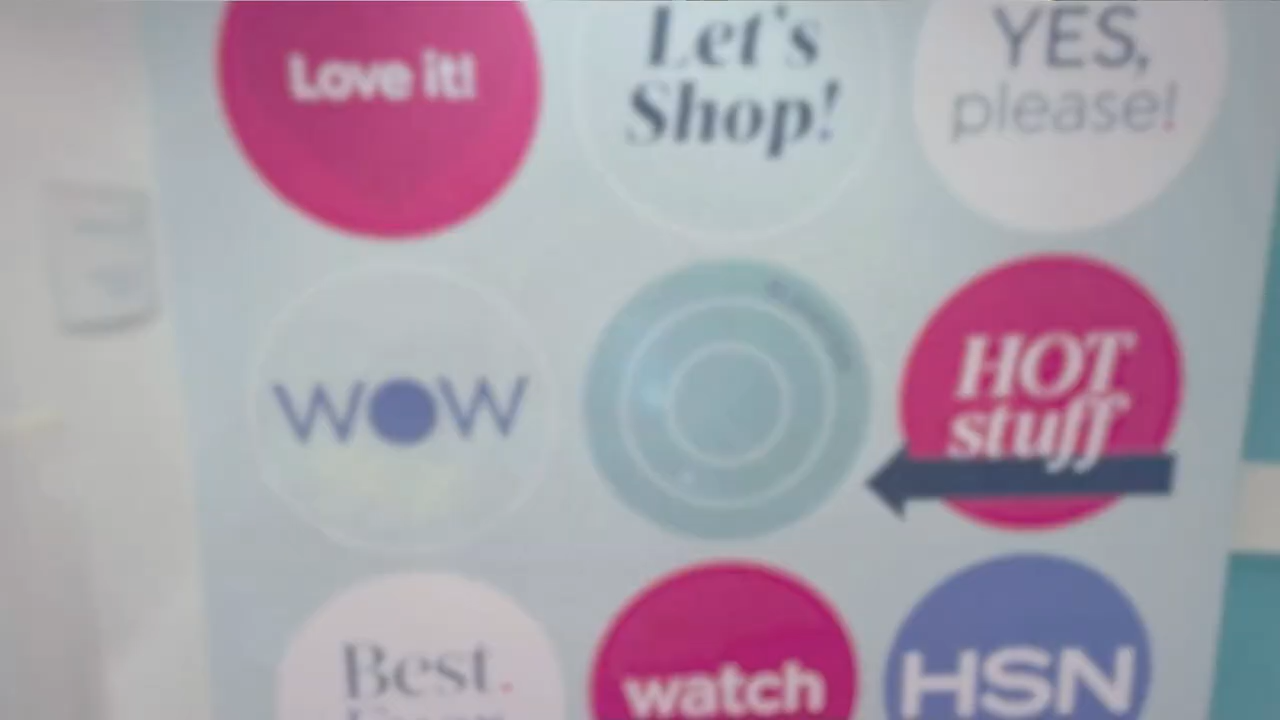 Love it!
Let's
Shop!
YES,
please!
WOW
HOT
stuff
Best.
watch
HSN